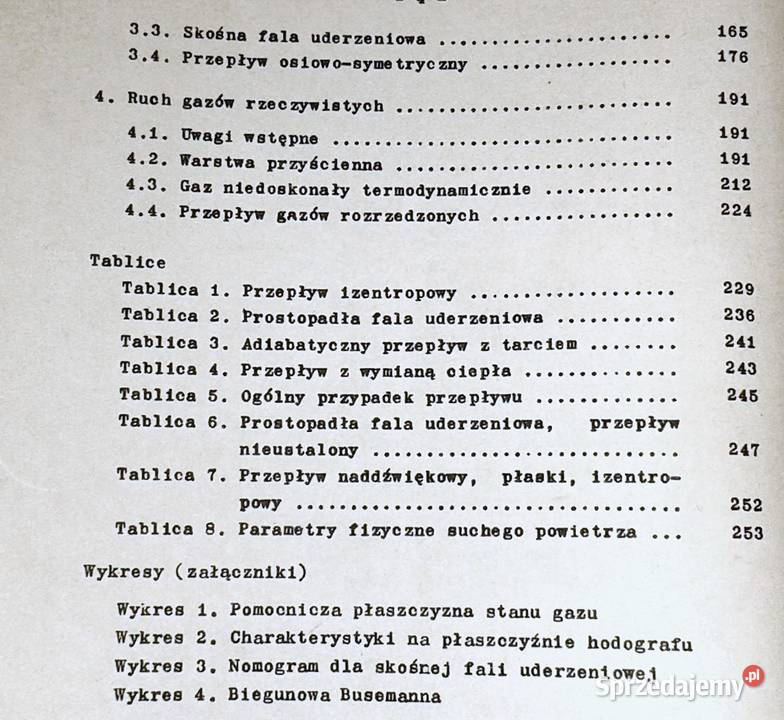 3.3. Skośna fala uderzeniowa ........................ 165
3.4. Przepływ osiowo-symetryczny .................... 176
4. Ruch gazów rzeczywistych ............................ 191
4.1. Uwagi wstępne .................................. 191
4.2. Warstwa przyścienna ............................ 191
4.3. Gaz niedoskonały termodynamicznie ............ 212
4.4. Przepływ gazów rozrzedzonych .................. 224
Tablice
Tablica 1. Przepływ izentropowy .................... 229
Tablica 2. Prostopadła fala uderzeniowa ........... 236
Tablica 3. Adiabatyczny przepływ z tarciem ........ 241
Tablica 4. Przepływ z wymianą ciepła .............. 243
Tablica 5. Ogólny przypadek przepływu ............. 245
Tablica 6. Prostopadła fala uderzeniowa, przepływ
nieustalony ............................. 247
Tablica 7. Przepływ naddźwiękowy, płaski, izentro-
powy .................................... 252
Tablica 8. Parametry fizyczne suchego powietrza ... 253
Wykresy (załączniki)
Wykres 1. Pomocnicza płaszczyzna stanu gazu
Wykres 2. Charakterystyki na płaszczyźnie hodografu
Wykres 3. Nomogram dla skośnej fali uderzeniowej
Wykres 4. Biegunowa Busemanna
Sprzedajemy.pl